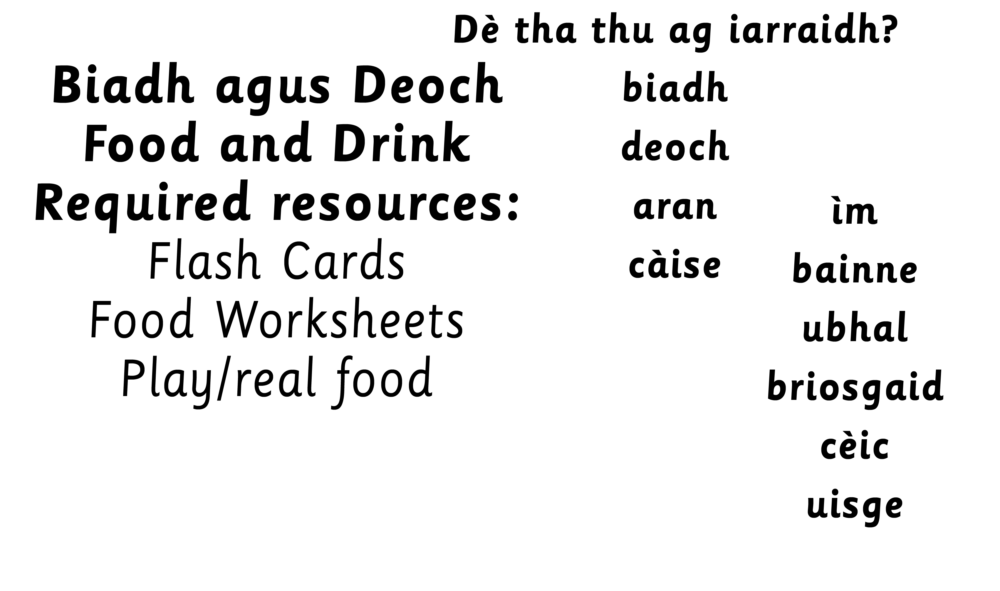 Dè tha thu ag iarraidh?
Biadh agus Deoch
Food and Drink
Required resources:
Flash Cards
Food Worksheets
Play/real food
biadh
deoch
aran
càise
ìm
bainne
ubhal
briosgaid
cèic
uisge